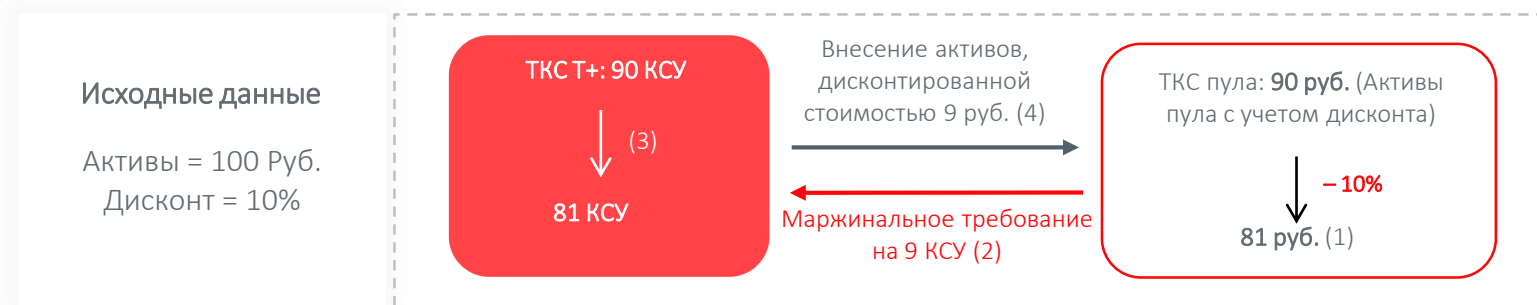 Исходные данные
Активы = 100 Руб.
Дисконт = 10%
ТКС Т+: 90 КСУ
(3)
81 КСУ
Внесение активов,
дисконтированной
стоимостью 9 руб. (4)
Маржинальное требование
на 9 КСУ (2)
ТКС пула: 90 руб. (Активы
пула с учетом дисконта)
– 10%
81 руб. (1)